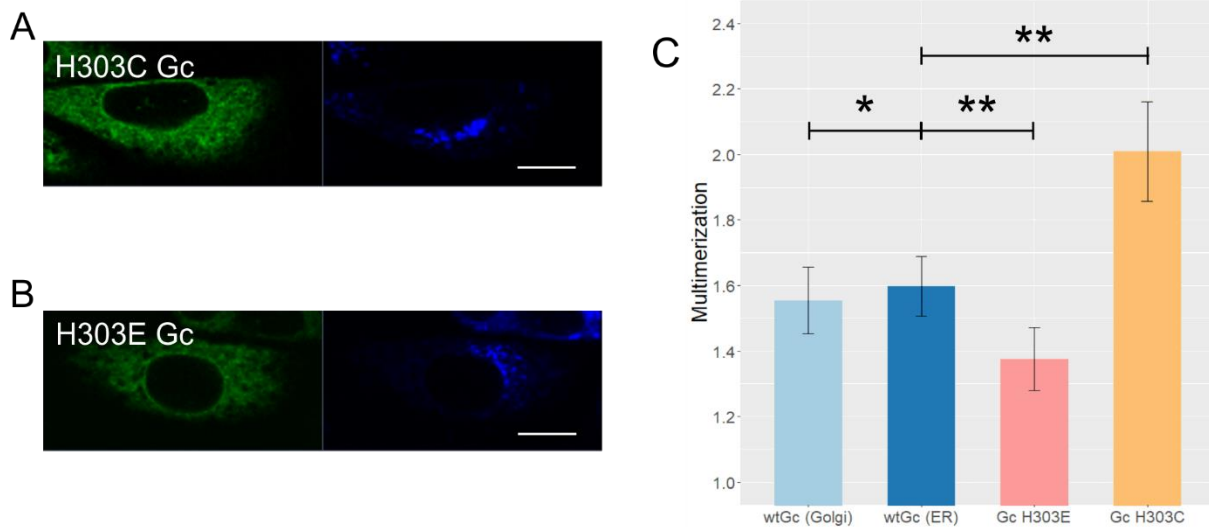 A
H303C Gc
B
H303E Gc
C
Multimerization
2.4
2.2
2.0
1.8
1.6
1.4
1.2
1.0
**
*
**
wtGc (Golgi) wtGc (ER) Gc H303E Gc H303C